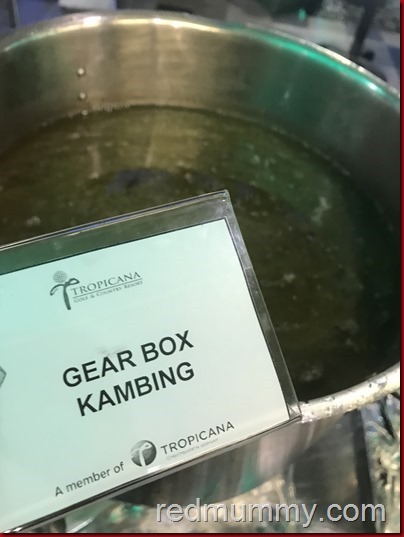 TROPICANA
GOLF & COUNTRY RESORT
GEAR BOX
KAMBING
A member of TROPICANA
redmummy.com